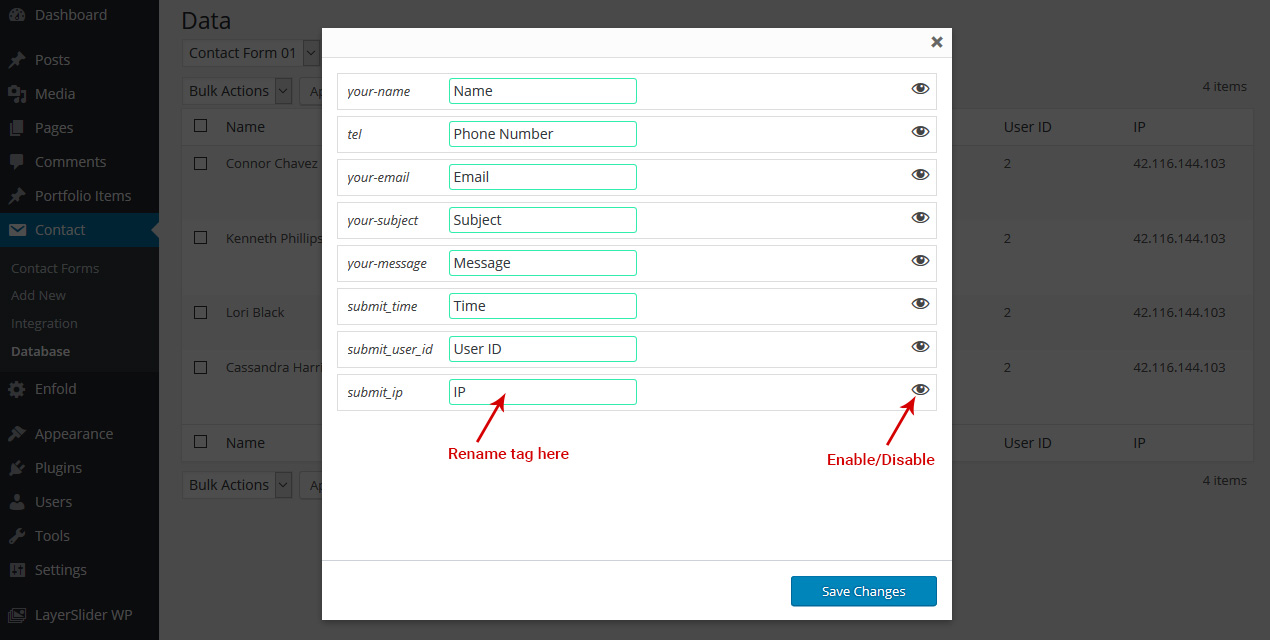 Dashboard
Posts
Media
Pages
Comments
Portfolio Items
Contact
Contact Forms
Add New
Integration
Database
Enfold
Appearance
Plugins
Users
Tools
Settings
LayerSlider WP
Data
Contact Form 01
Bulk Actions
4 items
Name User ID IP
Connor Chavez 2 42.116.144.103
Kenneth Phillips 2 42.116.144.103
Lori Black 2 42.116.144.103
Cassandra Harri 2 42.116.144.103
Name User ID IP
Bulk Actions
4 items
your-name Name
tel Phone Number
your-email Email
your-subject Subject
your-message Message
submit_time Time
submit_user_id User ID
submit_ip IP
Rename tag here
Enable/Disable
Save Changes